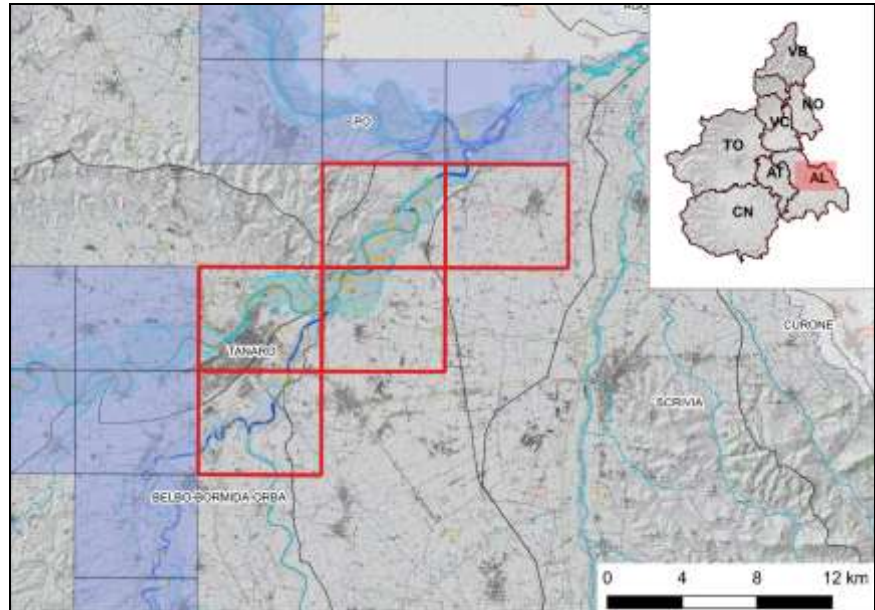 VB
NO
VC
TO
AT
AL
CN
PO
TANARO
CURONE
SCRIVIA
BELBO-BORMIDA-ORBA
0 4 8 12 km